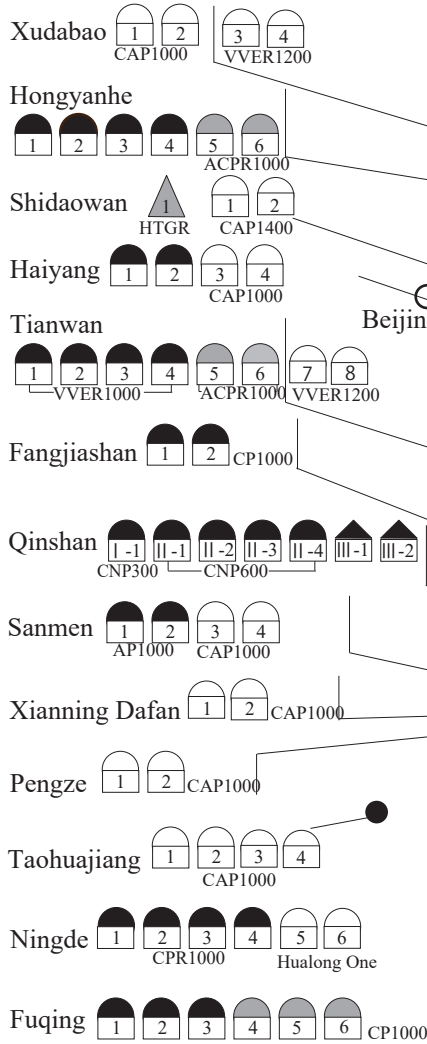 Xudabao 1 2 3 4
CAP1000 VVER1200
Hongyanhe
1 2 3 4 5 6
ACPR1000
Shidaowan 1 1 2
HTGR CAP1400
Haiyang 1 2 3 4
CAP1000
Beijin
Tianwan
1 2 3 4 5 6 7 8
VVER1000 ACPR1000 VVER1200
Fangjiashan 1 2 CP1000
Qinshan I-1 II-1 II-2 II-3 II-4 III-1 III-2
CNP300 CNP600
Sanmen 1 2 3 4
AP1000 CAP1000
Xianning Dafan 1 2 CAP1000
Pengze 1 2 CAP1000
Taohuajiang 1 2 3 4
CAP1000
Ningde 1 2 3 4 5 6
CPR1000 Hualong One
Fuqing 1 2 3 4 5 6 CP1000